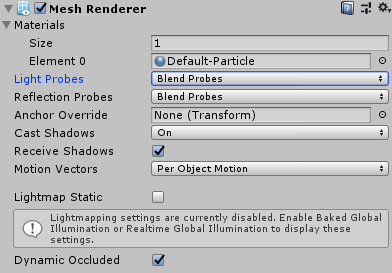 Mesh Renderer
Materials
Size 1
Element 0 Default-Particle
Light Probes Blend Probes
Reflection Probes Blend Probes
Anchor Override None (Transform)
Cast Shadows On
Receive Shadows
Motion Vectors Per Object Motion
Lightmap Static
Lightmapping settings are currently disabled. Enable Baked Global
Illumination or Realtime Global Illumination to display these
settings.
Dynamic Occluded